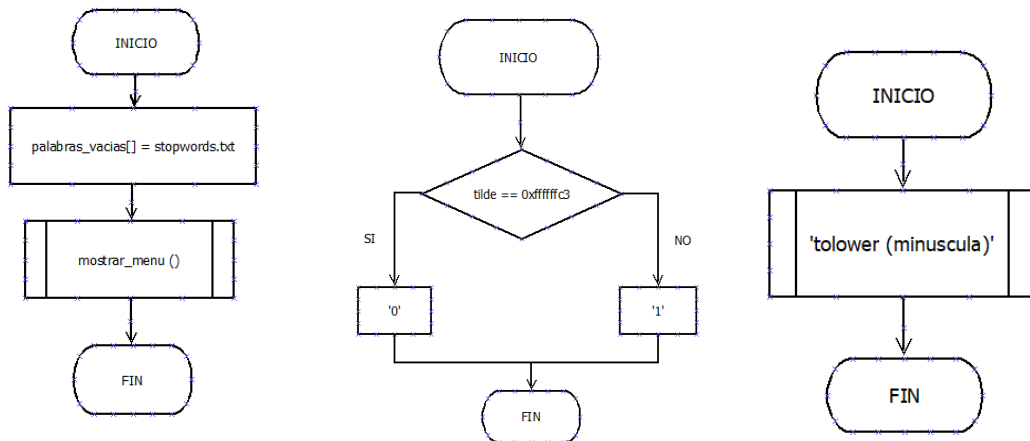 INICIO
palabras_vacias[] = stopwords.txt
mostrar_menu ()
FIN
INICIO
tilde == 0xffffffc3
SI
NO
'0'
'1'
FIN
INICIO
'tolower (minuscula)'
FIN